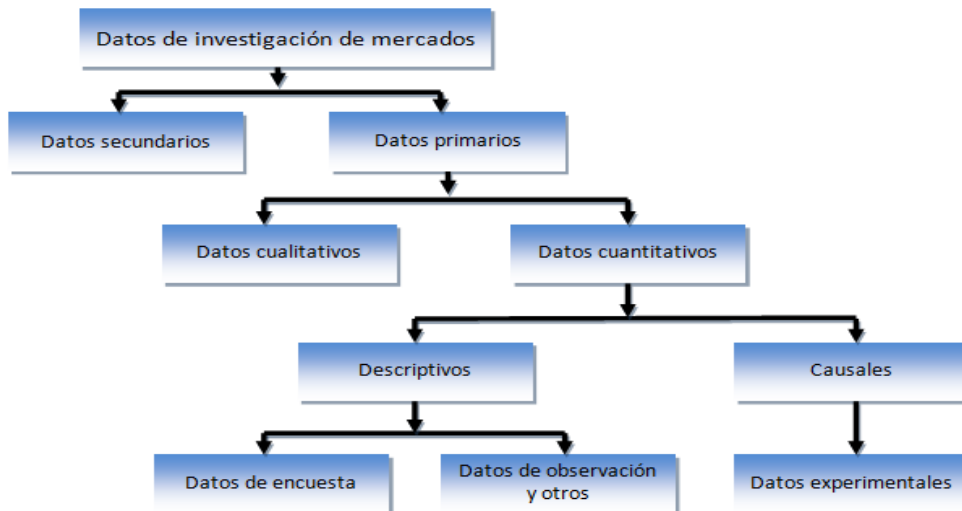 Datos de investigación de mercados
Datos secundarios
Datos primarios
Datos cualitativos
Datos cuantitativos
Descriptivos
Causales
Datos de encuesta
Datos de observación
y otros
Datos experimentales